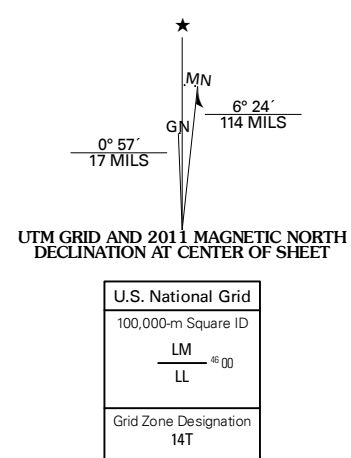 ★
MN
GN
6° 24´
114 MILS
0° 57´
17 MILS
UTM GRID AND 2011 MAGNETIC NORTH
DECLINATION AT CENTER OF SHEET
U.S. National Grid
100,000-m Square ID
LM
46 00
LL
Grid Zone Designation
14T